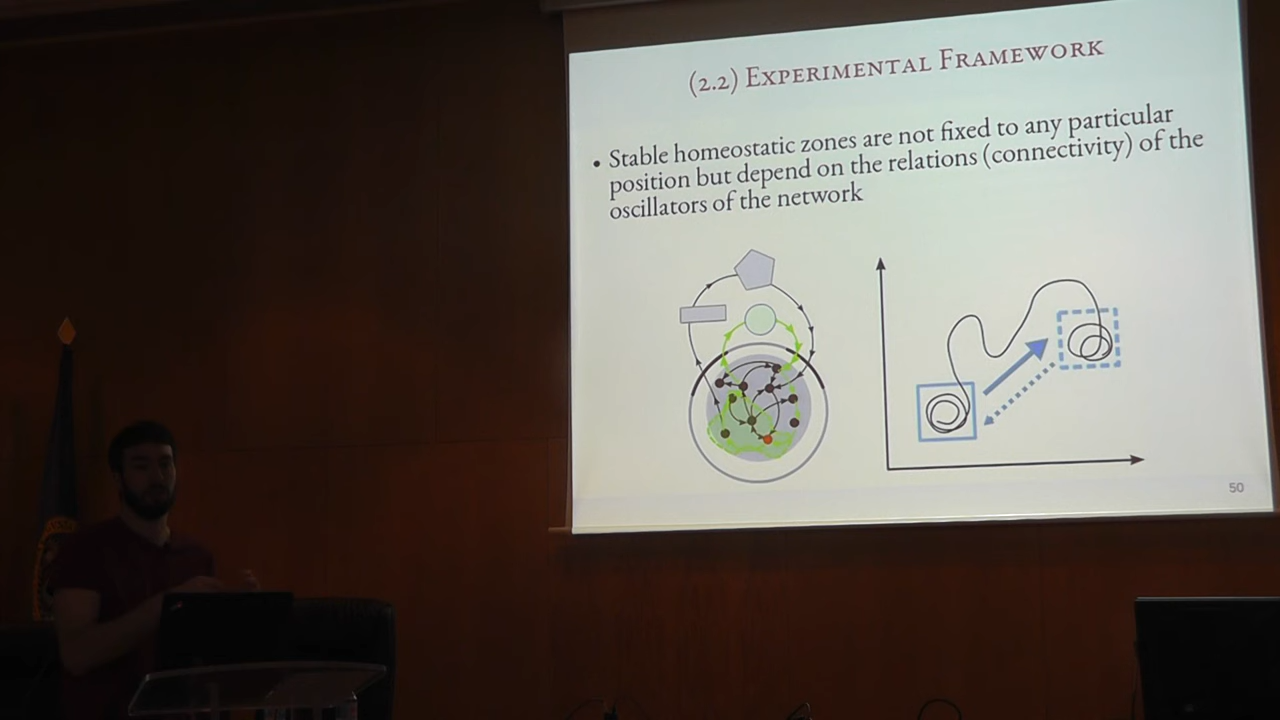 (2.2) Experimental Framework
• Stable homeostatic zones are not fixed to any particular
position but depend on the relations (connectivity) of the
oscillators of the network
50